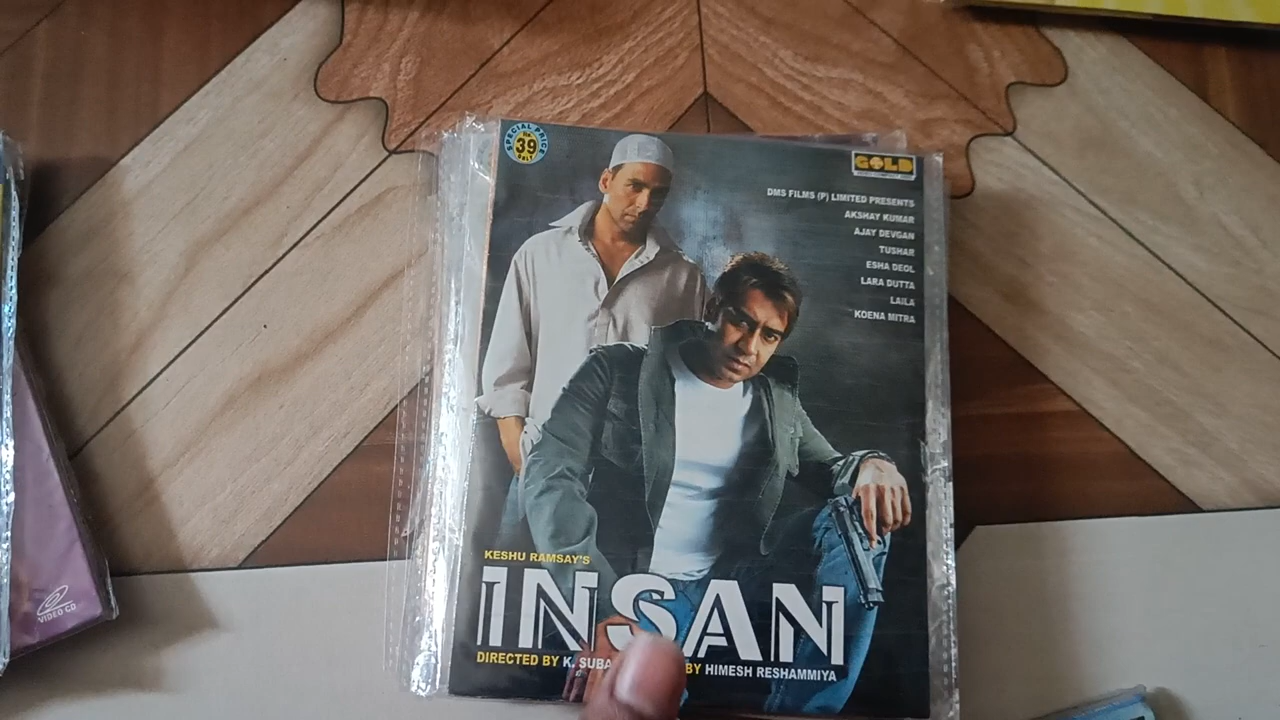 SPECIAL PRICE
Rs.
39
ONLY
GOLD
DMS FILMS (P) LIMITED PRESENTS
AKSHAY KUMAR
AJAY DEVGAN
TUSHAR
ESHA DEOL
LARA DUTTA
LAILA
KOENA MITRA
KESHU RAMSAY'S
INSAN
DIRECTED BY K. SUBA
BY HIMESH RESHAMMIYA
VIDEO CD